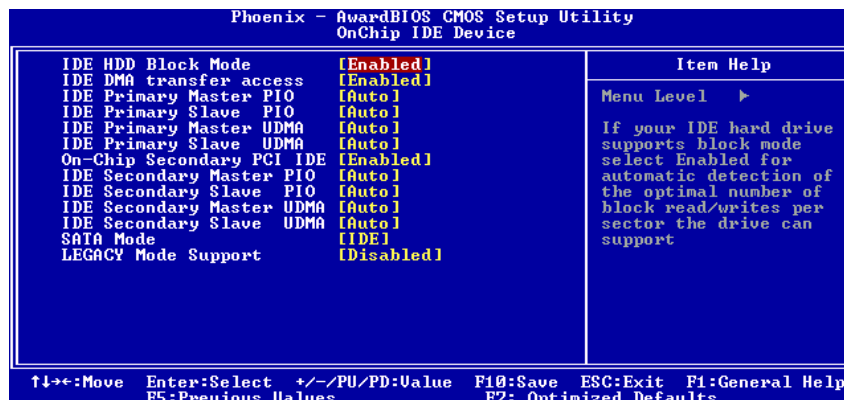 Phoenix - AwardBIOS CMOS Setup Utility
OnChip IDE Device
IDE HDD Block Mode [Enabled]
IDE DMA transfer access [Enabled]
IDE Primary Master PIO [Auto]
IDE Primary Slave PIO [Auto]
IDE Primary Master UDMA [Auto]
IDE Primary Slave UDMA [Auto]
On-Chip Secondary PCI IDE [Enabled]
IDE Secondary Master PIO [Auto]
IDE Secondary Slave PIO [Auto]
IDE Secondary Master UDMA [Auto]
IDE Secondary Slave UDMA [Auto]
SATA Mode [IDE]
LEGACY Mode Support [Disabled]
Item Help
Menu Level ►
If your IDE hard drive
supports block mode
select Enabled for
automatic detection of
the optimal number of
block read/writes per
sector the drive can
support
↑↓→←:Move Enter:Select +/-/PU/PD:Value F10:Save ESC:Exit F1:General Help
F5:Previous Values F7: Optimized Defaults